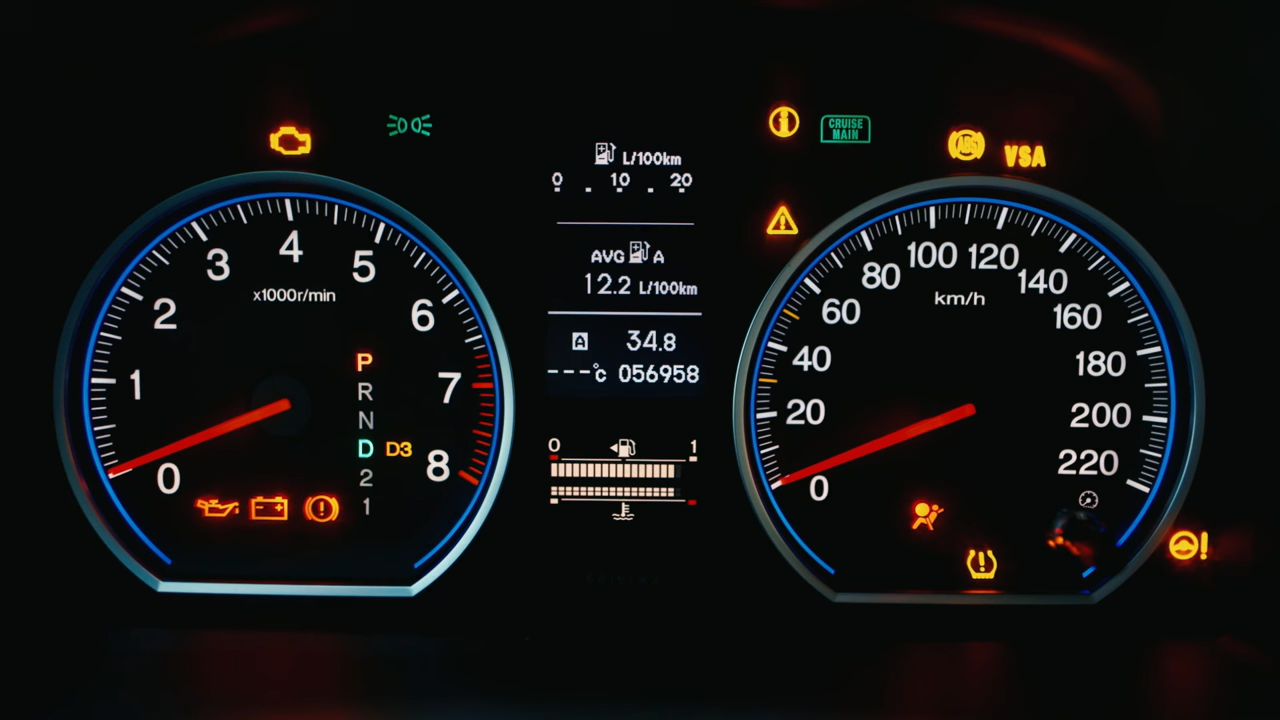 4
3
5
x1000r/min
2
6
1
7
0
8
P
R
N
D D3
2
1
L/100km
0 . 10 . 20
AVG A
12.2 L/100km
A 34.8
---°c 056958
0 1
CRUISE
MAIN
ABS
VSA
100 120
80 140
km/h
60 160
40 180
20 200
0 220